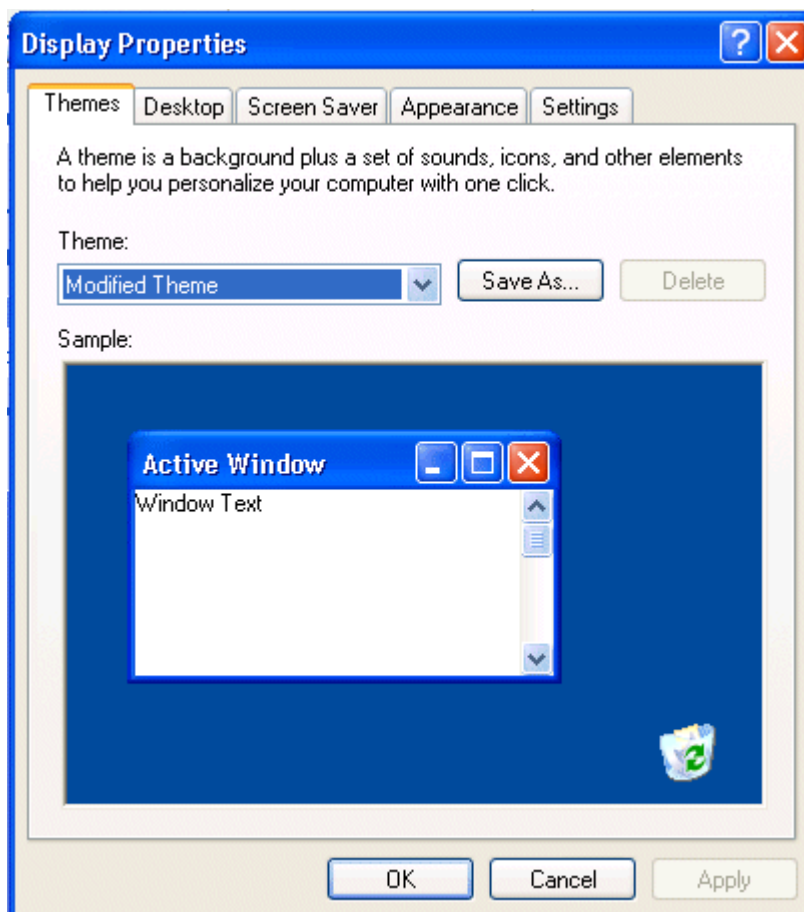 Display Properties
Themes Desktop Screen Saver Appearance Settings
A theme is a background plus a set of sounds, icons, and other elements
to help you personalize your computer with one click.
Theme:
Modified Theme Save As... Delete
Sample:
Active Window
Window Text
OK Cancel Apply